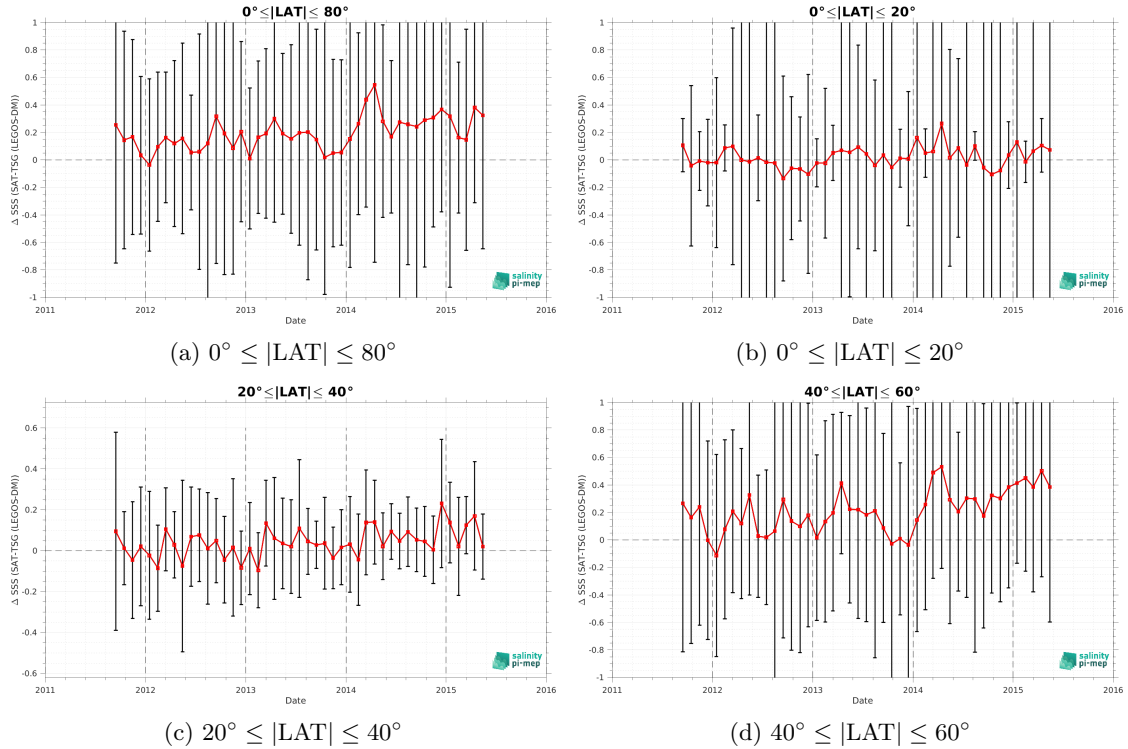 0°≤|LAT|≤ 80°
Δ SSS (SAT-TSG (LEGOS-DM))
1
0.8
0.6
0.4
0.2
0
-0.2
-0.4
-0.6
-0.8
-1
2011 2012 2013 2014 2015 2016
Date
salinity
pi-mep
(a) 0° ≤ |LAT| ≤ 80°
0°≤|LAT|≤ 20°
Δ SSS (SAT-TSG (LEGOS-DM))
1
0.8
0.6
0.4
0.2
0
-0.2
-0.4
-0.6
-0.8
-1
2011 2012 2013 2014 2015 2016
Date
salinity
pi-mep
(b) 0° ≤ |LAT| ≤ 20°
20°≤|LAT|≤ 40°
Δ SSS (SAT-TSG (LEGOS-DM))
0.6
0.4
0.2
0
-0.2
-0.4
-0.6
2011 2012 2013 2014 2015 2016
Date
salinity
pi-mep
(c) 20° ≤ |LAT| ≤ 40°
40°≤|LAT|≤ 60°
Δ SSS (SAT-TSG (LEGOS-DM))
1
0.8
0.6
0.4
0.2
0
-0.2
-0.4
-0.6
-0.8
-1
2011 2012 2013 2014 2015 2016
Date
salinity
pi-mep
(d) 40° ≤ |LAT| ≤ 60°